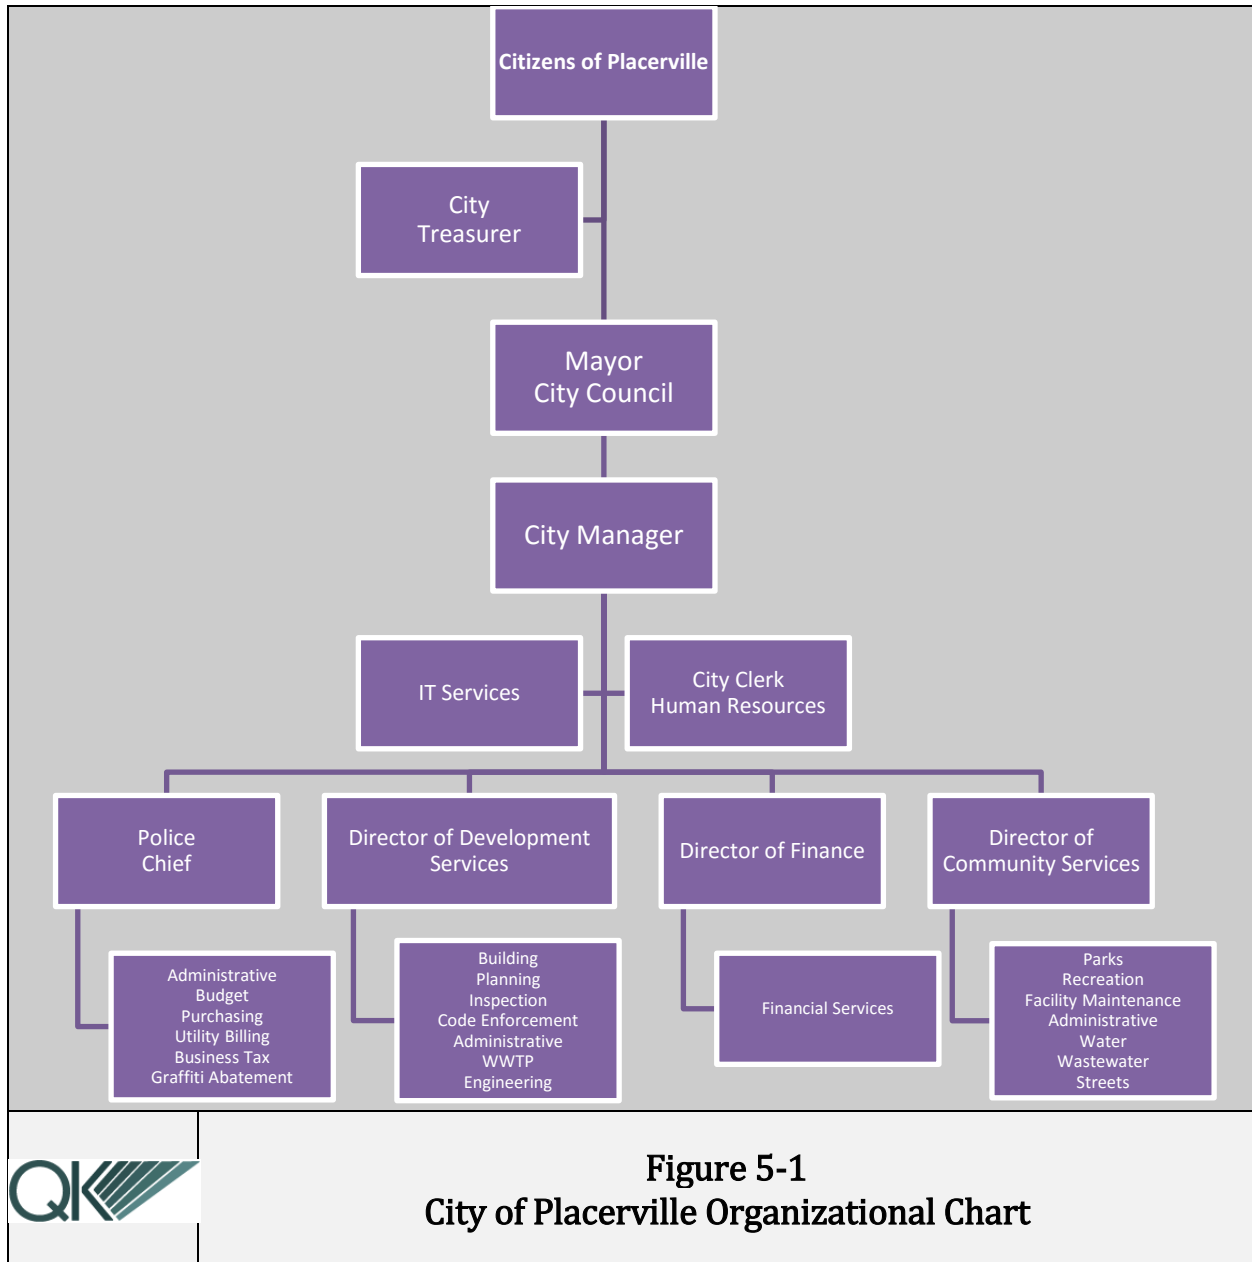 Citizens of Placerville
City
Treasurer
Mayor
City Council
City Manager
IT Services
City Clerk
Human Resources
Police
Chief
Director of Development
Services
Director of Finance
Director of
Community Services
Administrative
Budget
Purchasing
Utility Billing
Business Tax
Graffiti Abatement
Building
Planning
Inspection
Code Enforcement
Administrative
WWTP
Engineering
Financial Services
Parks
Recreation
Facility Maintenance
Administrative
Water
Wastewater
Streets
QK
Figure 5-1
City of Placerville Organizational Chart